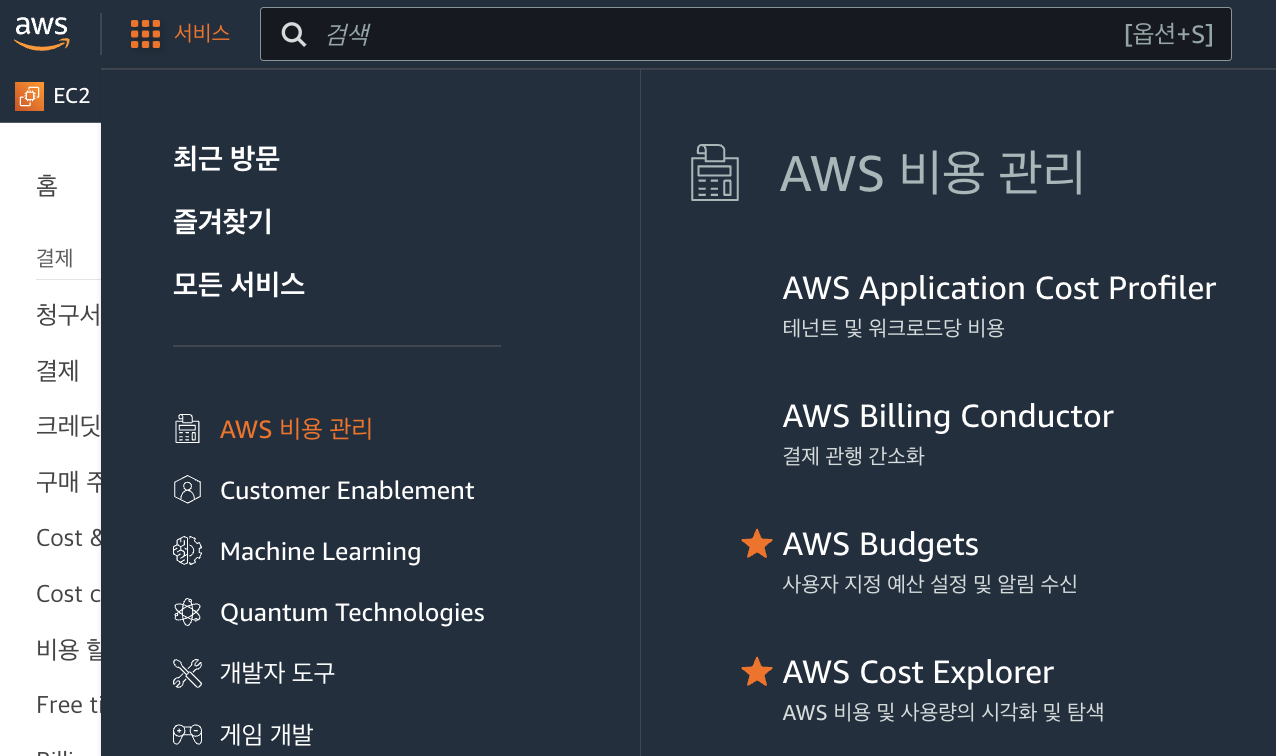 aws
서비스
검색
[옵션+S]
EC2
홈
결제
청구서
결제
크레딧
구매 주
Cost &
Cost c
비용 할
Free ti
최근 방문
즐겨찾기
모든 서비스
AWS 비용 관리
Customer Enablement
Machine Learning
Quantum Technologies
개발자 도구
게임 개발
AWS 비용 관리
AWS Application Cost Profiler
테넌트 및 워크로드당 비용
AWS Billing Conductor
결제 관행 간소화
AWS Budgets
사용자 지정 예산 설정 및 알림 수신
AWS Cost Explorer
AWS 비용 및 사용량의 시각화 및 탐색